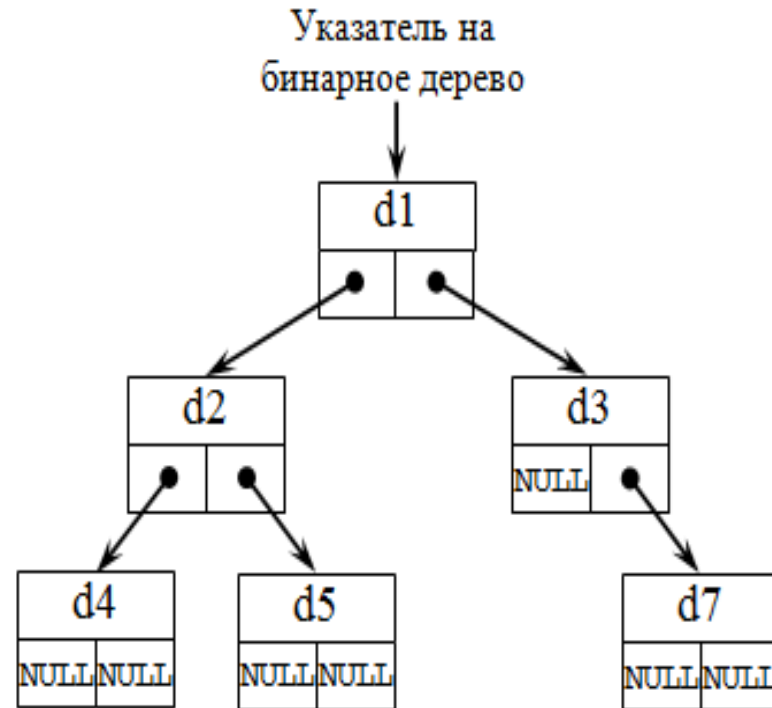 Указатель на
бинарное дерево
d1
d2
d3
NULL
d4
d5
d7
NULL NULL
NULL NULL
NULL NULL